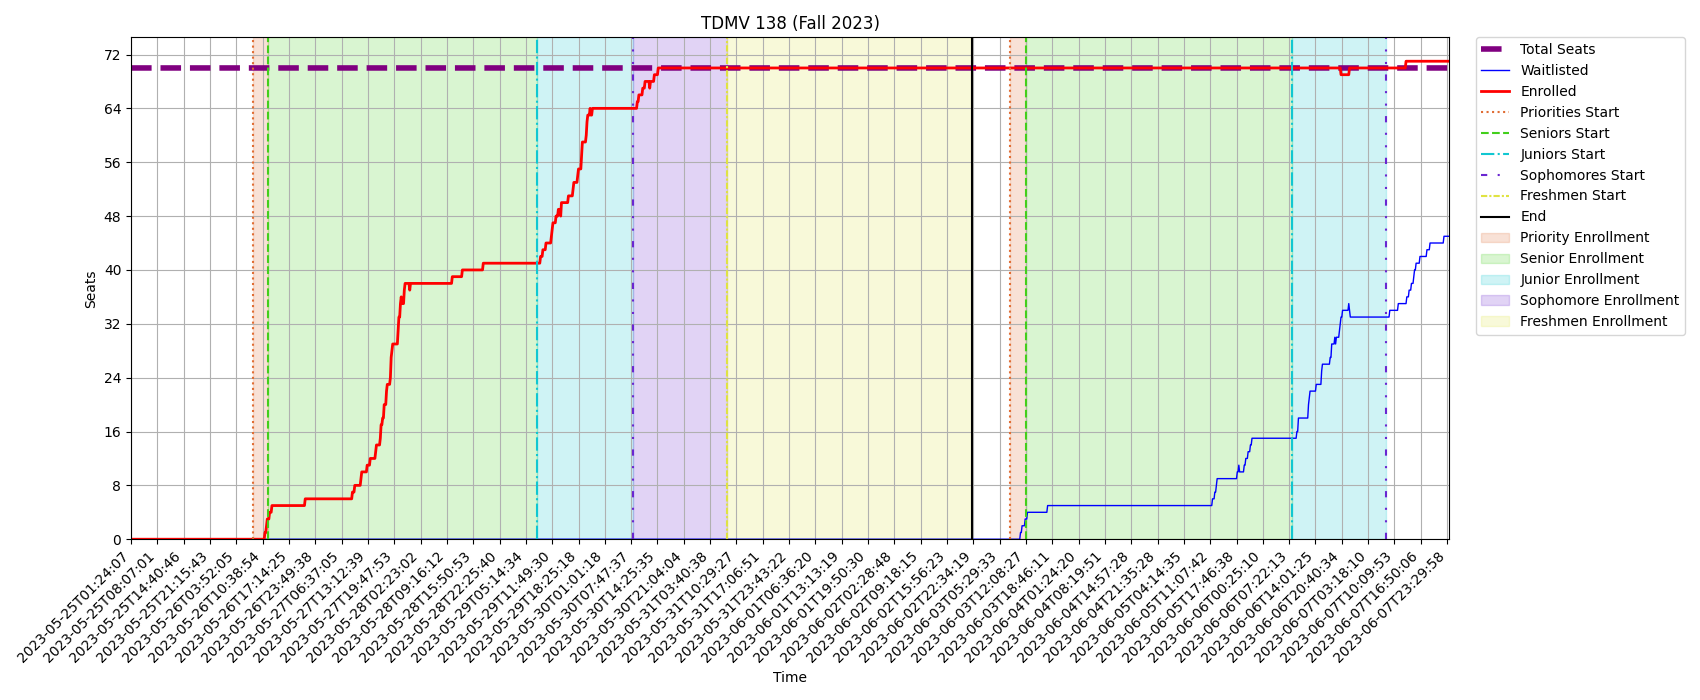 TDMV 138 (Fall 2023)
Seats
72
64
56
48
40
32
24
16
8
0
2023-05-25T01:24:07
2023-05-25T08:07:01
2023-05-25T14:40:46
2023-05-25T21:15:43
2023-05-26T03:52:05
2023-05-26T10:38:54
2023-05-26T17:14:25
2023-05-26T23:49:38
2023-05-27T06:37:05
2023-05-27T13:12:39
2023-05-27T19:47:53
2023-05-28T02:23:02
2023-05-28T09:16:12
2023-05-28T15:50:53
2023-05-28T22:25:40
2023-05-29T05:14:34
2023-05-29T11:49:30
2023-05-29T18:25:18
2023-05-30T01:01:18
2023-05-30T07:47:37
2023-05-30T14:25:35
2023-05-30T21:04:04
2023-05-31T03:40:38
2023-05-31T10:29:27
2023-05-31T17:06:51
2023-05-31T23:43:22
2023-06-01T06:36:20
2023-06-01T13:13:19
2023-06-01T19:50:30
2023-06-02T02:28:48
2023-06-02T09:18:15
2023-06-02T15:56:23
2023-06-02T22:34:19
2023-06-03T05:29:33
2023-06-03T12:08:27
2023-06-03T18:46:11
2023-06-04T01:24:20
2023-06-04T08:19:51
2023-06-04T14:57:28
2023-06-04T21:35:28
2023-06-05T04:14:35
2023-06-05T11:07:42
2023-06-05T17:46:38
2023-06-06T00:25:10
2023-06-06T07:22:13
2023-06-06T14:01:25
2023-06-06T20:40:34
2023-06-07T03:18:10
2023-06-07T10:09:53
2023-06-07T16:50:06
2023-06-07T23:29:58
Time
Total Seats
Waitlisted
Enrolled
Priorities Start
Seniors Start
Juniors Start
Sophomores Start
Freshmen Start
End
Priority Enrollment
Senior Enrollment
Junior Enrollment
Sophomore Enrollment
Freshmen Enrollment